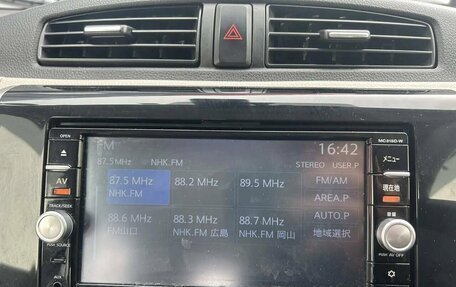 OPEN
MC-816D-W
FM
16:42
87.5MHz NHK.FM
STEREO USER.P
メニュー
AV
87.5 MHz
NHK.FM
88.2 MHz
89.5 MHz
FM/AM
現在地
TRACK/SEEK
AREA.P
88.6 MHz
FM山口
88.3 MHz
NHK.FM 広島
88.7 MHz
NHK.FM 岡山
AUTO.P
地域選択
PUSH SOURCE
PUSH AV OFF
AUX